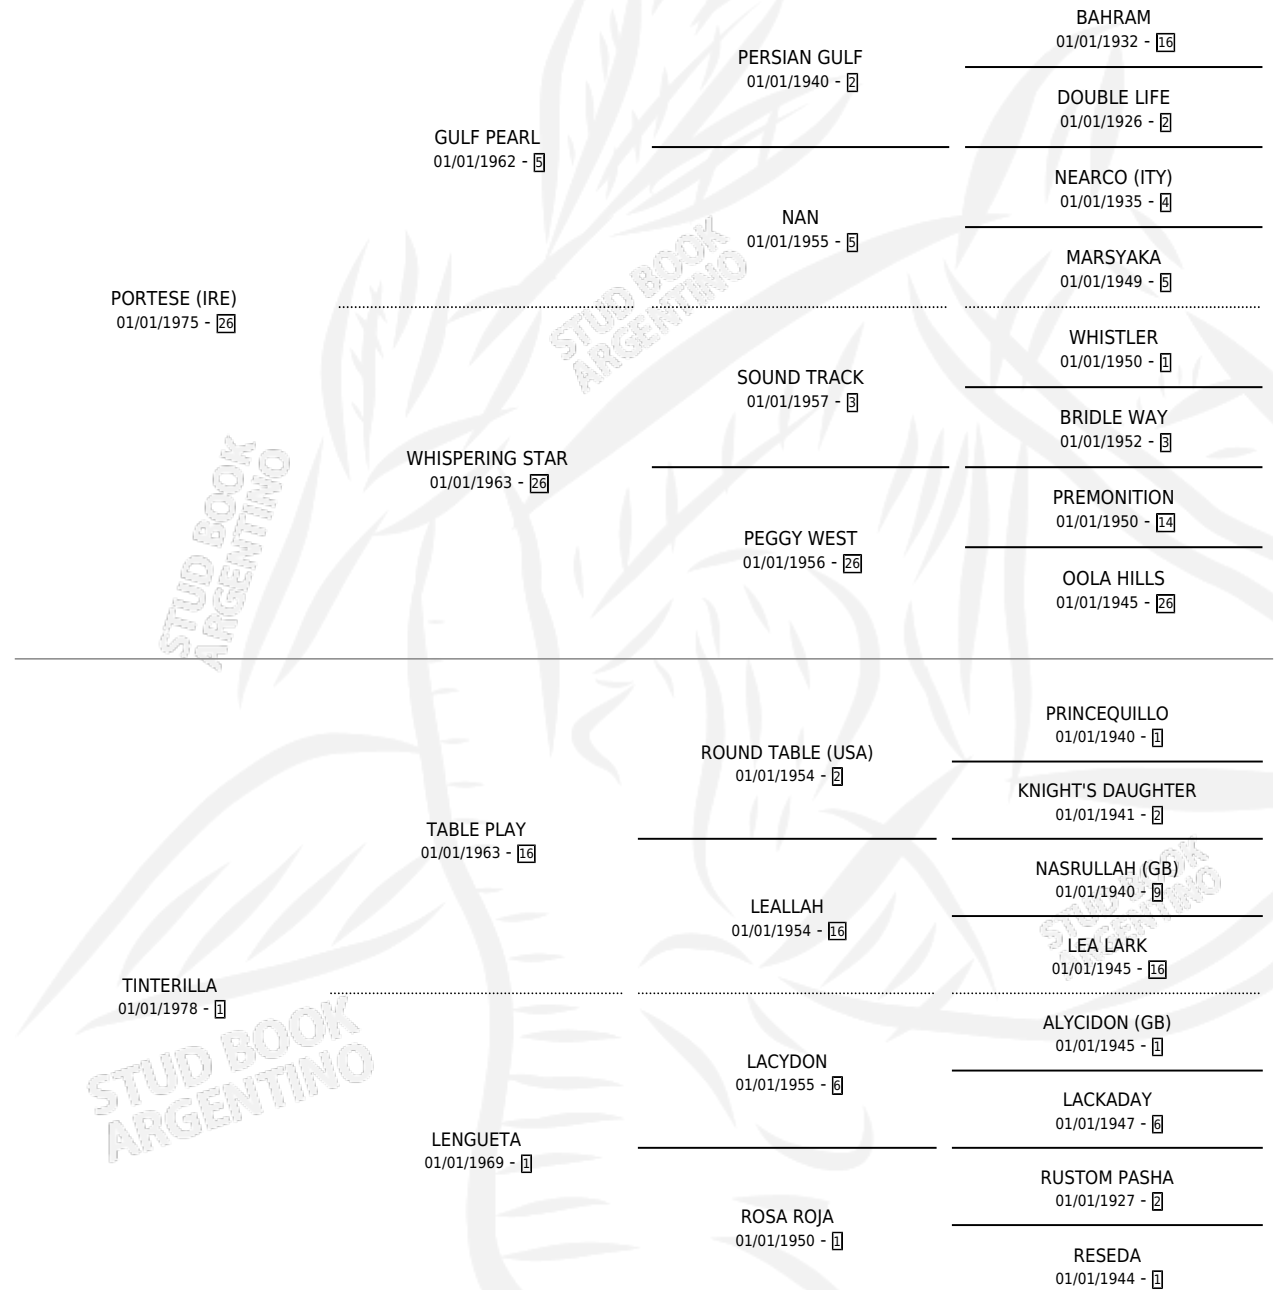 BAHRAM
01/01/1932 - 16
PERSIAN GULF
01/01/1940 - 2
DOUBLE LIFE
01/01/1926 - 2
GULF PEARL
01/01/1962 - 5
NEARCO (ITY)
01/01/1935 - 4
NAN
01/01/1955 - 5
MARSYAKA
01/01/1949 - 5
PORTESE (IRE)
01/01/1975 - 26
WHISTLER
01/01/1950 - 1
SOUND TRACK
01/01/1957 - 3
BRIDLE WAY
01/01/1952 - 3
WHISPERING STAR
01/01/1963 - 26
PREMONITION
01/01/1950 - 14
PEGGY WEST
01/01/1956 - 26
OOLA HILLS
01/01/1945 - 26
STUD BOOK
ARGENTINO
STUD BOOK
ARGENTINO
PRINCEQUILLO
01/01/1940 - 1
ROUND TABLE (USA)
01/01/1954 - 2
KNIGHT'S DAUGHTER
01/01/1941 - 2
TABLE PLAY
01/01/1963 - 16
NASRULLAH (GB)
01/01/1940 - 9
LEALLAH
01/01/1954 - 16
LEA LARK
01/01/1945 - 16
TINTERILLA
01/01/1978 - 1
ALYCIDON (GB)
01/01/1945 - 1
LACYDON
01/01/1955 - 6
LACKADAY
01/01/1947 - 6
LENGUETA
01/01/1969 - 1
RUSTOM PASHA
01/01/1927 - 2
ROSA ROJA
01/01/1950 - 1
RESEDA
01/01/1944 - 1
STUD BOOK
ARGENTINO
STUD BOOK
ARGENTINO